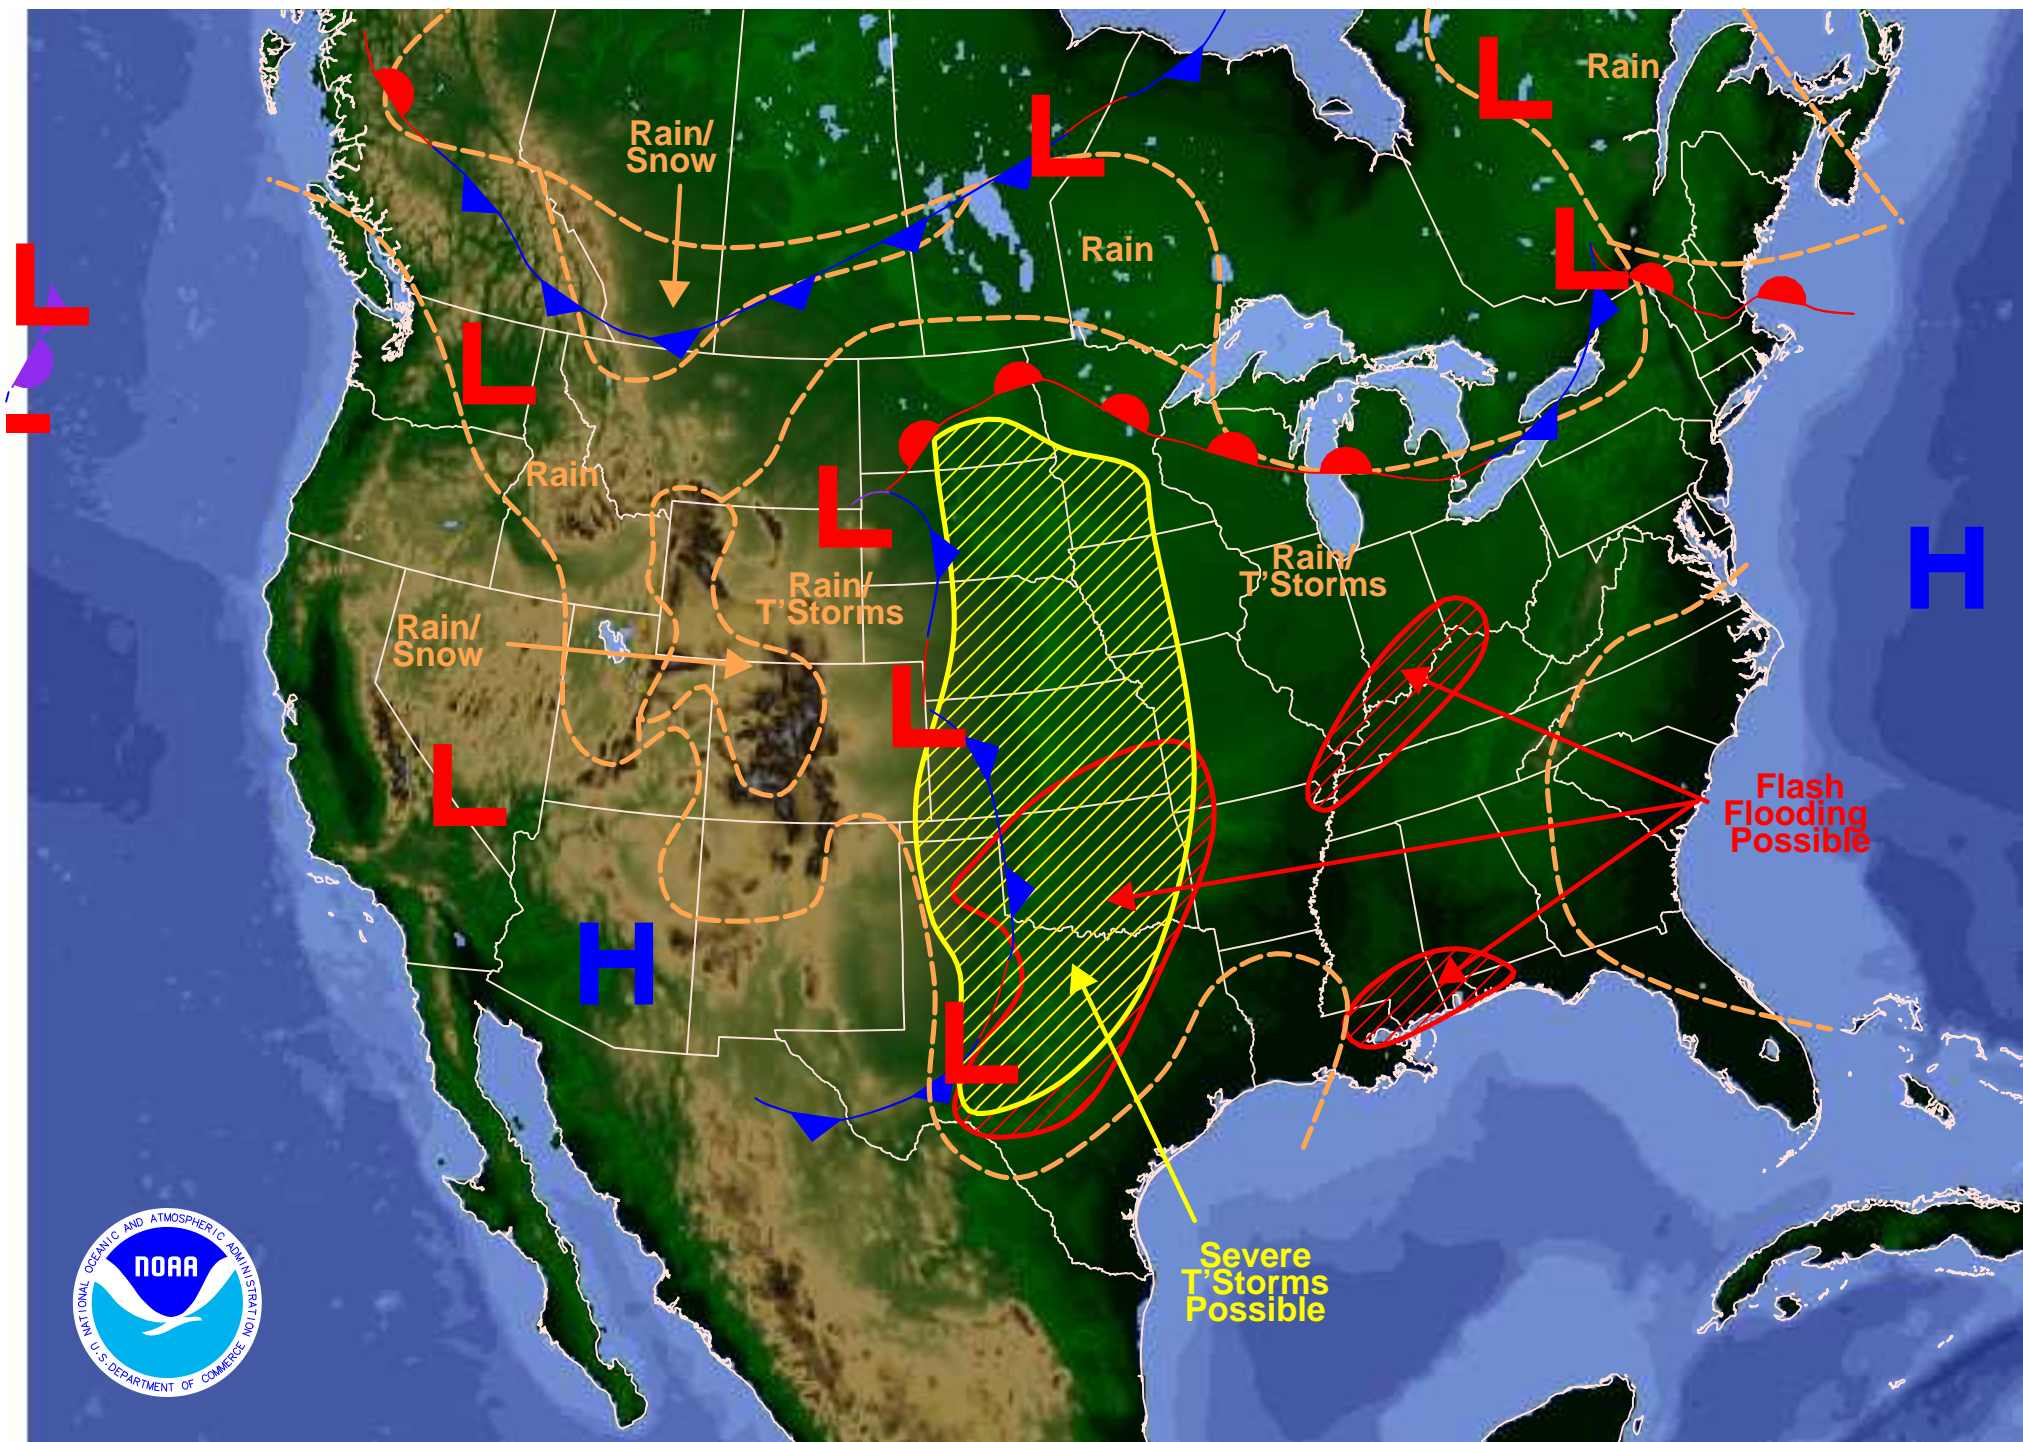 Rain
L
Rain/
Snow
L
L
Rain
L
L
L
Rain
L
H
Rain/
T'Storms
Rain/
T'Storms
Rain/
Snow
L
L
Flash
Flooding
Possible
H
L
Severe
T'Storms
Possible
NATIONAL OCEANIC AND ATMOSPHERIC ADMINISTRATION
NOAA
U.S. DEPARTMENT OF COMMERCE